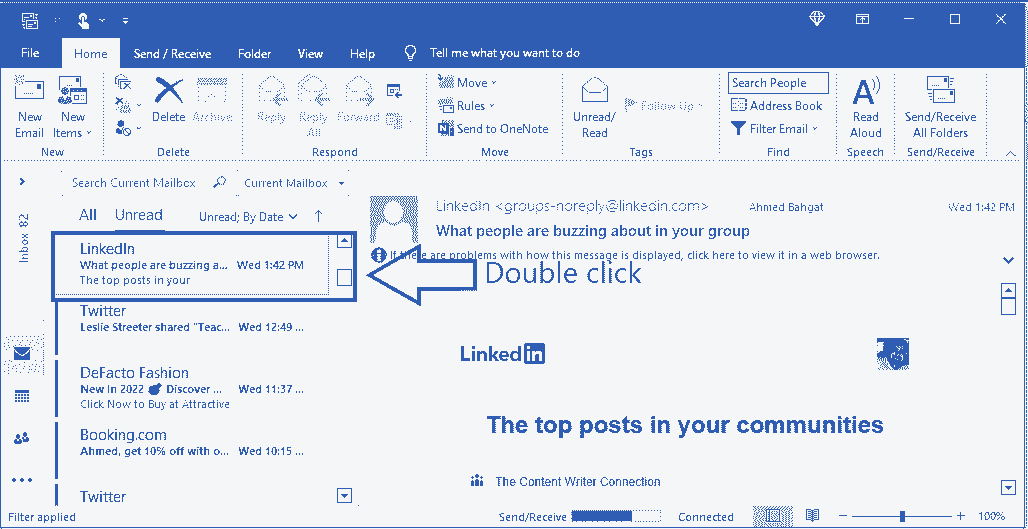 File Home Send / Receive Folder View Help Tell me what you want to do
New Email
New Items
Delete
Archive
Reply
Reply All
Forward
Move
Rules
Send to OneNote
Unread/ Read
Follow Up
Search People
Address Book
Filter Email
Read Aloud
Send/Receive All Folders
New Delete Respond Move Tags Find Speech Send/Receive
Search Current Mailbox Current Mailbox
All Unread Unread; By Date
Inbox 82
LinkedIn
What people are buzzing a... Wed 1:42 PM
The top posts in your
Twitter
Leslie Streeter shared "Teac... Wed 12:49 ...
DeFacto Fashion
New In 2022 Discover ... Wed 11:37 ...
Click Now to Buy at Attractive
Booking.com
Ahmed, get 10% off with o... Wed 10:15 ...
Twitter
LinkedIn <groups-noreply@linkedin.com> Ahmed Bahgat Wed 1:42 PM
What people are buzzing about in your group
If there are problems with how this message is displayed, click here to view it in a web browser.
Double click
Linked in
The top posts in your communities
The Content Writer Connection
Filter applied Send/Receive Connected 100%